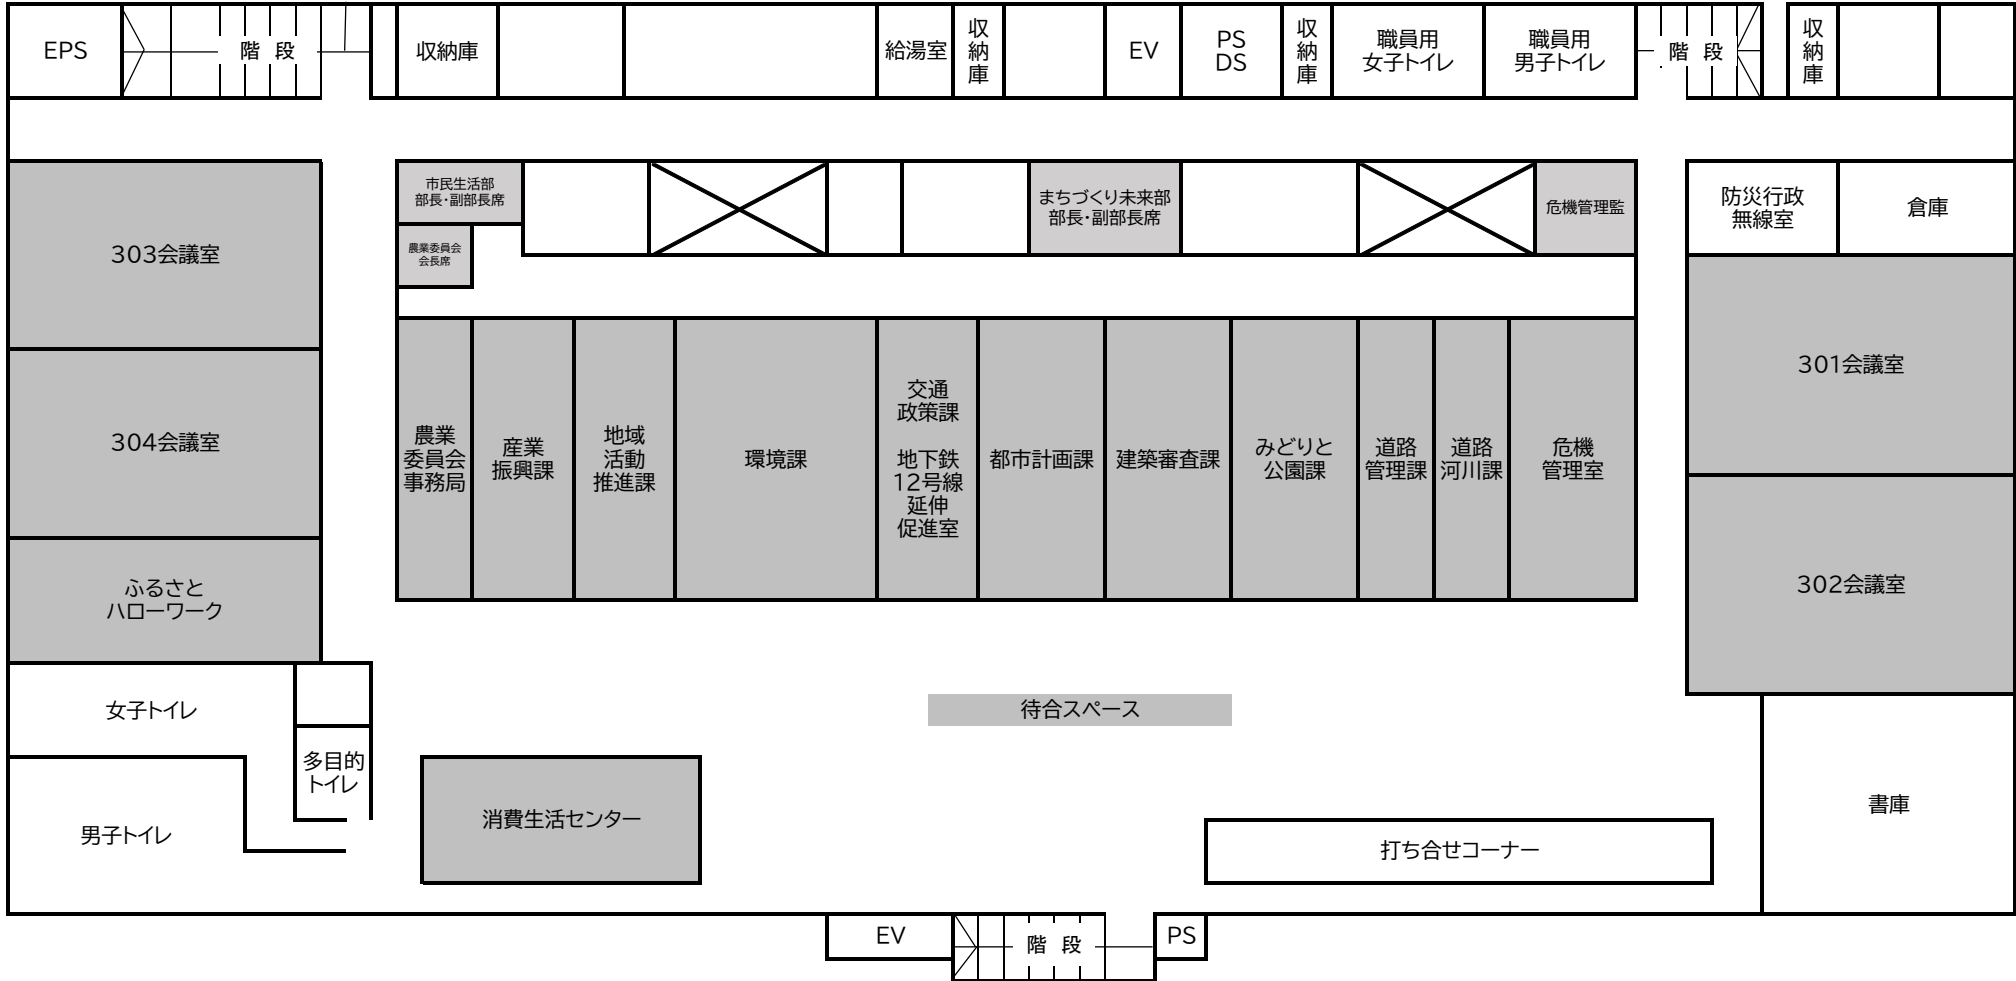 EPS
階 段
収納庫
給湯室
収納庫
EV
PS
DS
収納庫
職員用
女子トイレ
職員用
男子トイレ
階 段
収納庫
市民生活部
部長・副部長席
農業委員会
会長席
まちづくり未来部
部長・副部長席
危機管理監
防災行政
無線室
倉庫
303会議室
304会議室
ふるさと
ハローワーク
農業
委員会
事務局
産業
振興課
地域
活動
推進課
環境課
交通
政策課
地下鉄
12号線
延伸
促進室
都市計画課
建築審査課
みどりと
公園課
道路
管理課
道路
河川課
危機
管理室
301会議室
302会議室
女子トイレ
多目的
トイレ
男子トイレ
待合スペース
消費生活センター
打ち合せコーナー
書庫
EV
階 段
PS